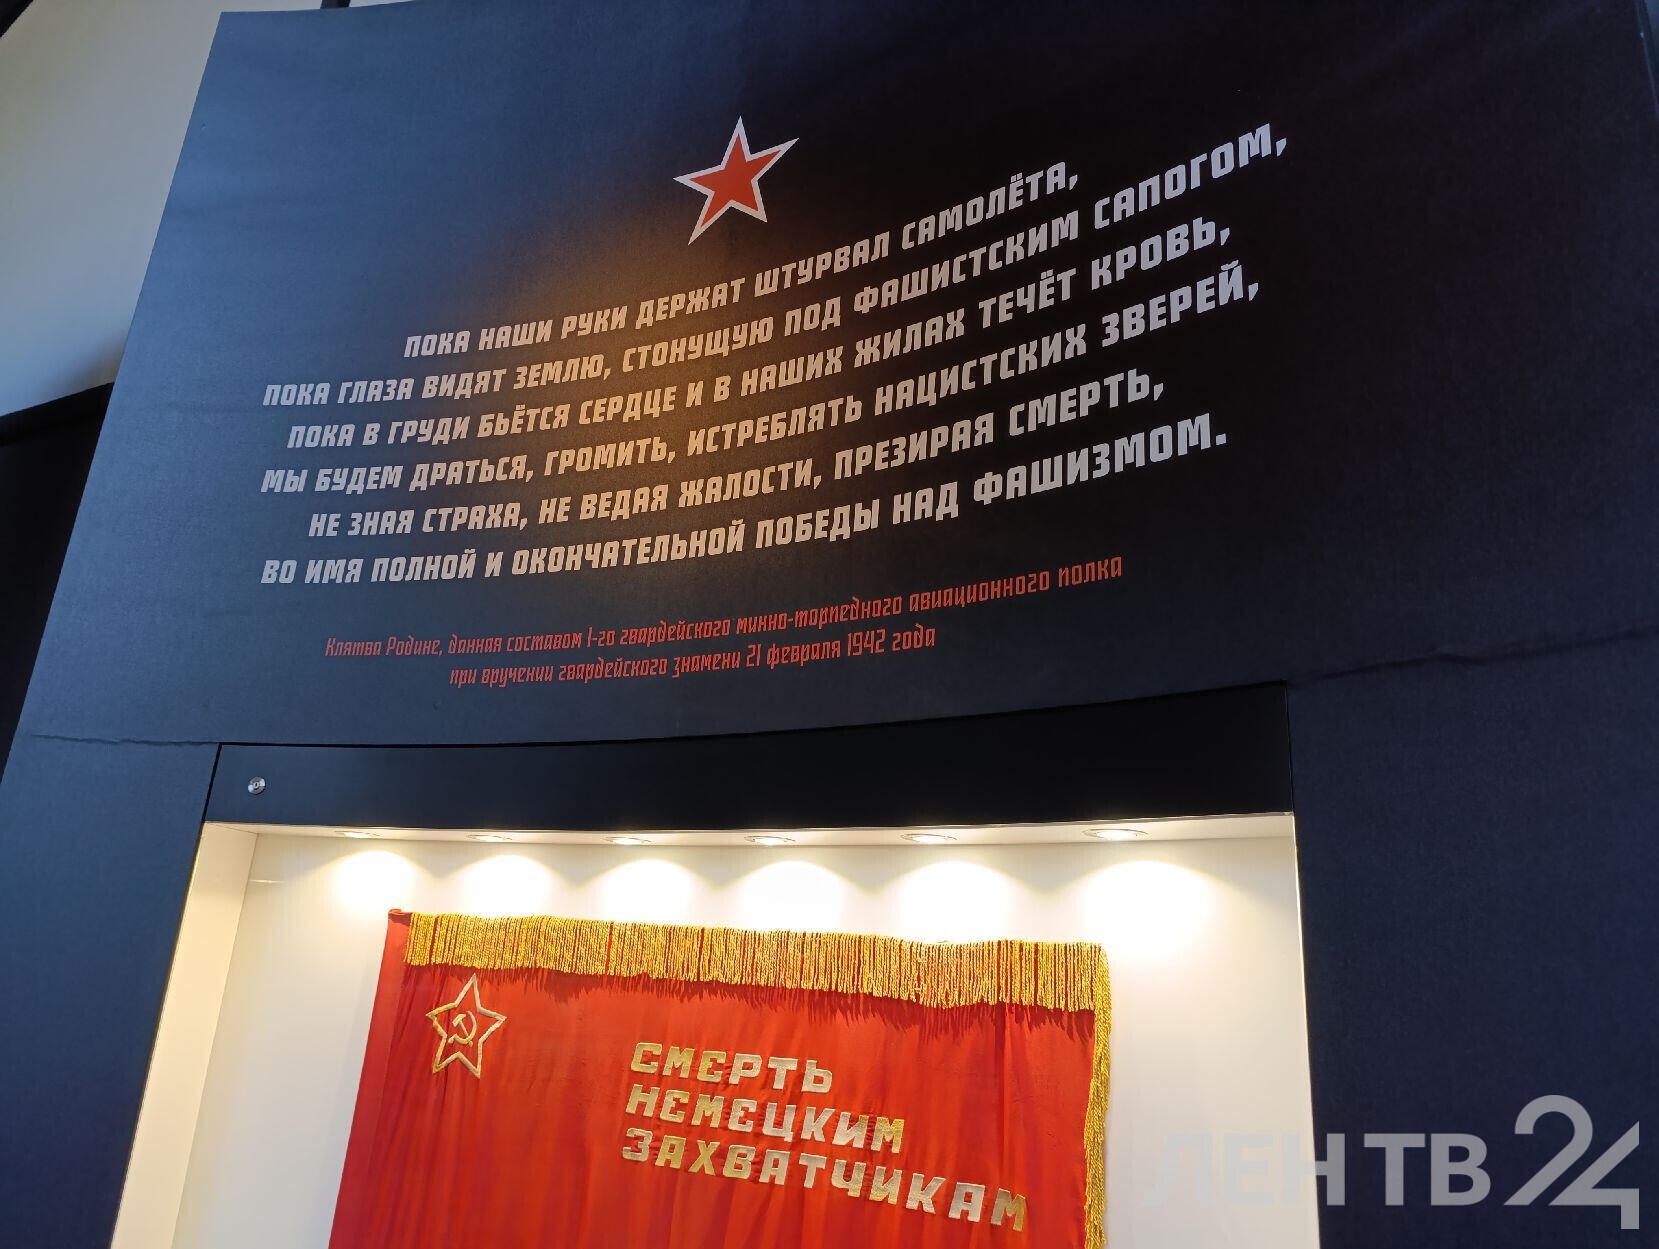 ПОКА НАШИ РУКИ ДЕРЖАТ ШТУРВАЛ САМОЛЁТА,
ПОКА ГЛАЗА ВИДЯТ ЗЕМЛЮ, СТОНУЩУЮ ПОД ФАШИСТСКИМ САПОГОМ,
ПОКА В ГРУДИ БЬЁТСЯ СЕРДЦЕ И В НАШИХ ЖИЛАХ ТЕЧЁТ КРОВЬ,
МЫ БУДЕМ ДРАТЬСЯ, ГРОМИТЬ, ИСТРЕБЛЯТЬ НАЦИСТСКИХ ЗВЕРЕЙ,
НЕ ЗНАЯ СТРАХА, НЕ ВЕДАЯ ЖАЛОСТИ, ПРЕЗИРАЯ СМЕРТЬ,
ВО ИМЯ ПОЛНОЙ И ОКОНЧАТЕЛЬНОЙ ПОБЕДЫ НАД ФАШИЗМОМ.
Клятва Родине, данная составом 1-го гвардейского минно-торпедного авиационного полка
при вручении гвардейского знамени 21 февраля 1942 года
СМЕРТЬ
НЕМЕЦКИМ
ЗАХВАТЧИКАМ
ЛЕНТВ24